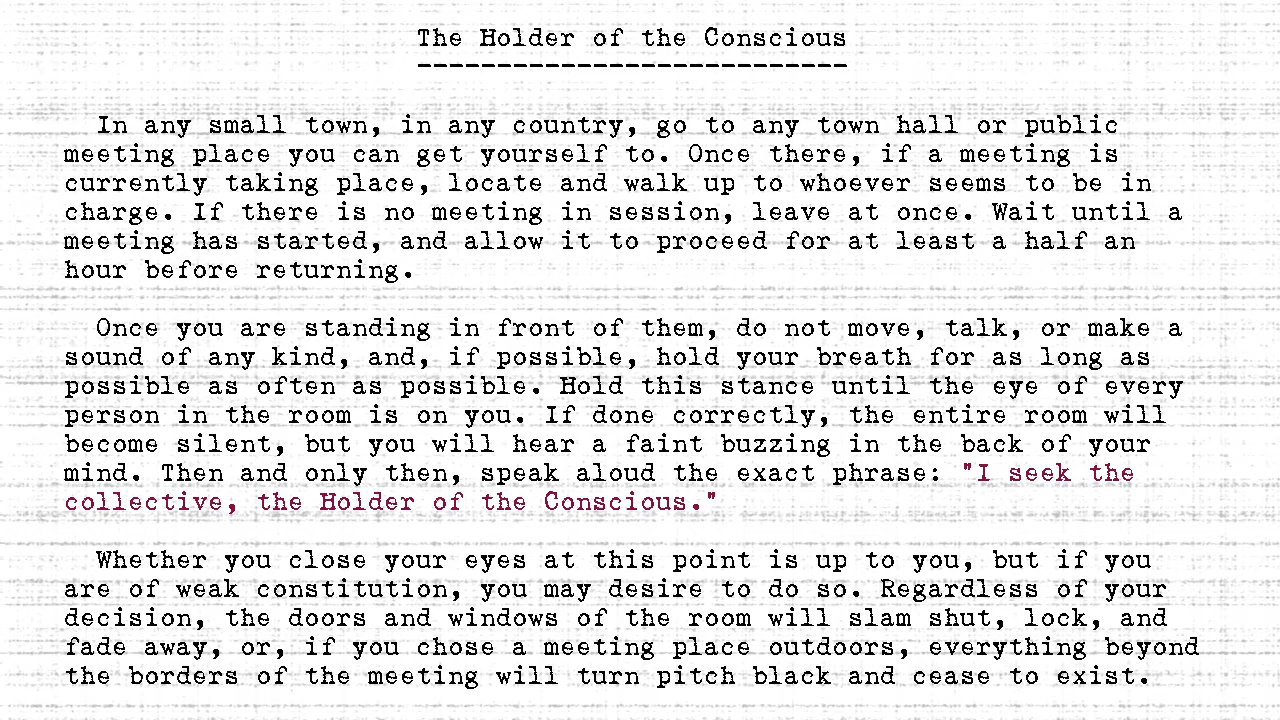 The Holder of the Conscious
---------------------------
In any small town, in any country, go to any town hall or public
meeting place you can get yourself to. Once there, if a meeting is
currently taking place, locate and walk up to whoever seems to be in
charge. If there is no meeting in session, leave at once. Wait until a
meeting has started, and allow it to proceed for at least a half an
hour before returning.
Once you are standing in front of them, do not move, talk, or make a
sound of any kind, and, if possible, hold your breath for as long as
possible as often as possible. Hold this stance until the eye of every
person in the room is on you. If done correctly, the entire room will
become silent, but you will hear a faint buzzing in the back of your
mind. Then and only then, speak aloud the exact phrase: "I seek the
collective, the Holder of the Conscious."
Whether you close your eyes at this point is up to you, but if you
are of weak constitution, you may desire to do so. Regardless of your
decision, the doors and windows of the room will slam shut, lock, and
fade away, or, if you chose a meeting place outdoors, everything beyond
the borders of the meeting will turn pitch black and cease to exist.